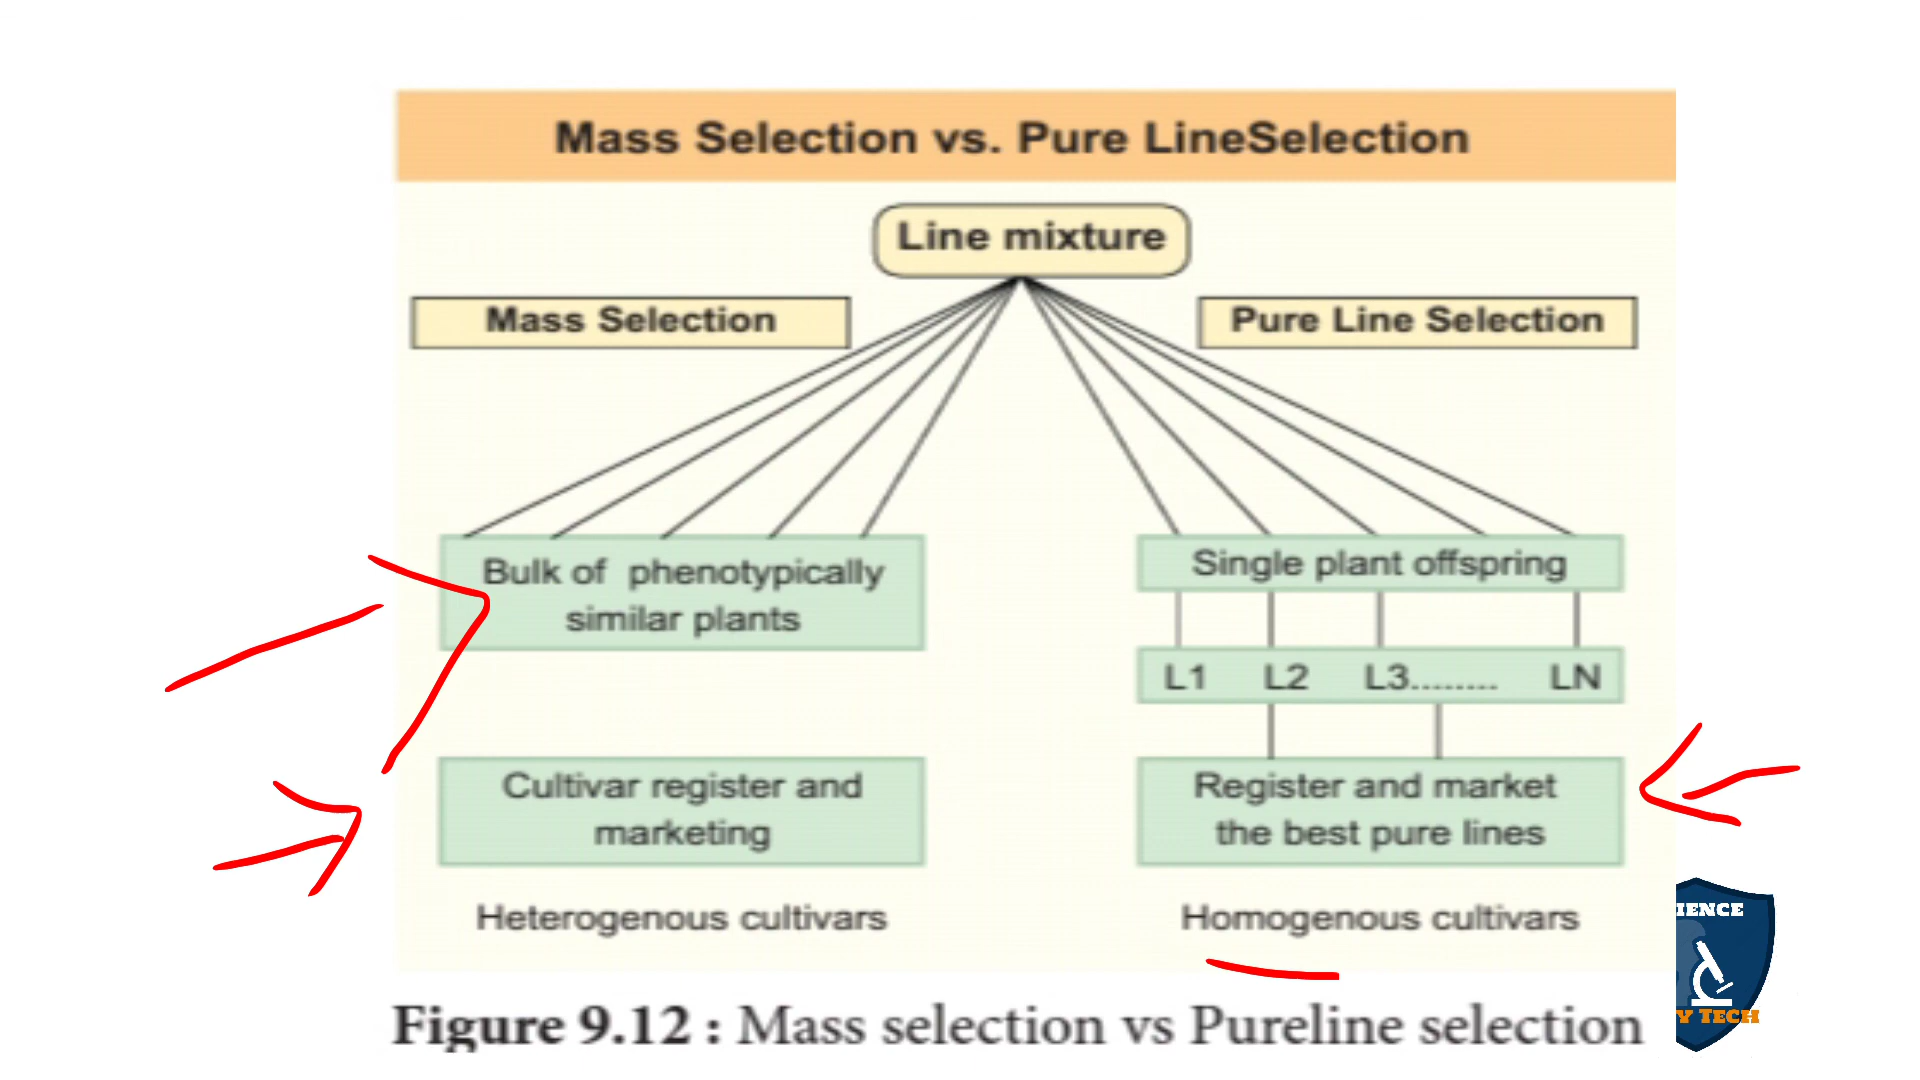 Mass Selection vs. Pure LineSelection
Line mixture
Mass Selection
Pure Line Selection
Bulk of phenotypically
similar plants
Single plant offspring
L1 L2 L3........ LN
Cultivar register and
marketing
Register and market
the best pure lines
Heterogenous cultivars
Homogenous cultivars
Figure 9.12 : Mass selection vs Pureline selection
IENCE
Y TECH